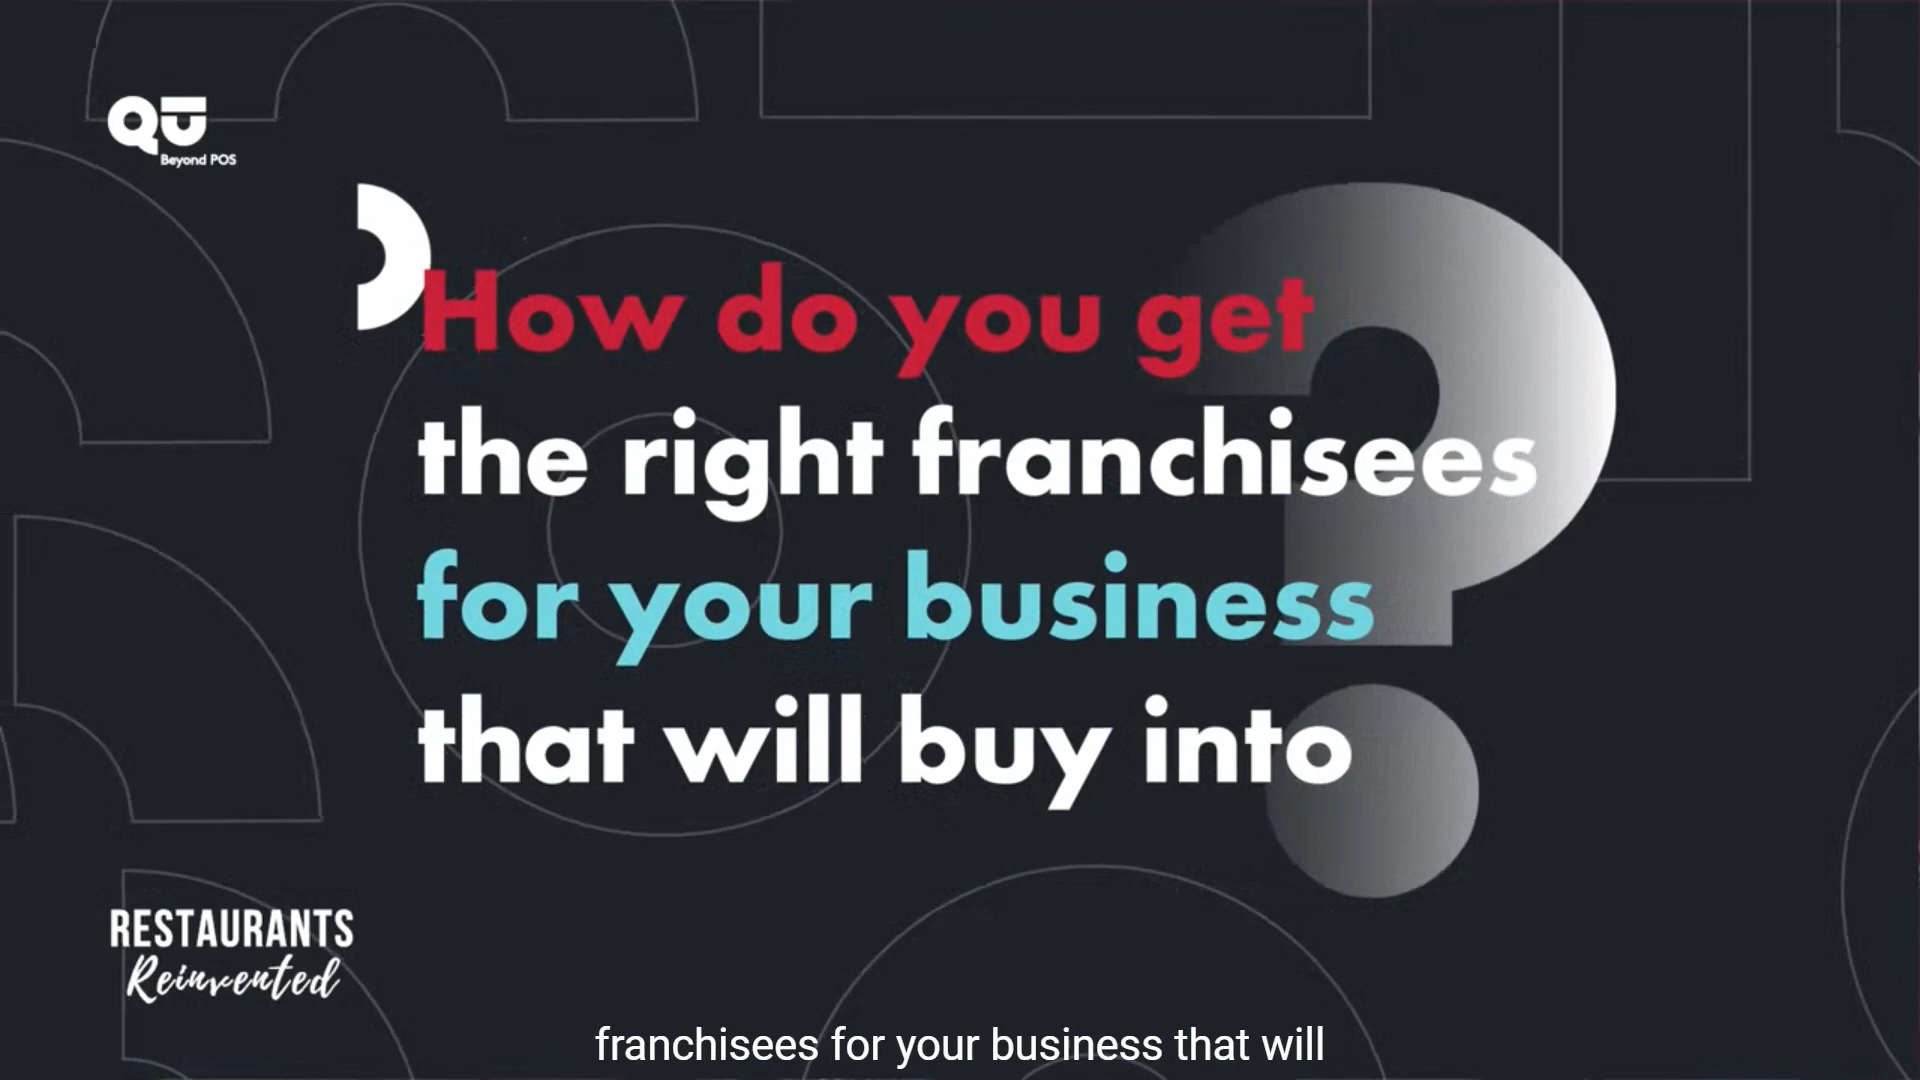 QU
Beyond POS
How do you get
the right franchisees
for your business
that will buy into
?
RESTAURANTS
Reinvented
franchisees for your business that will